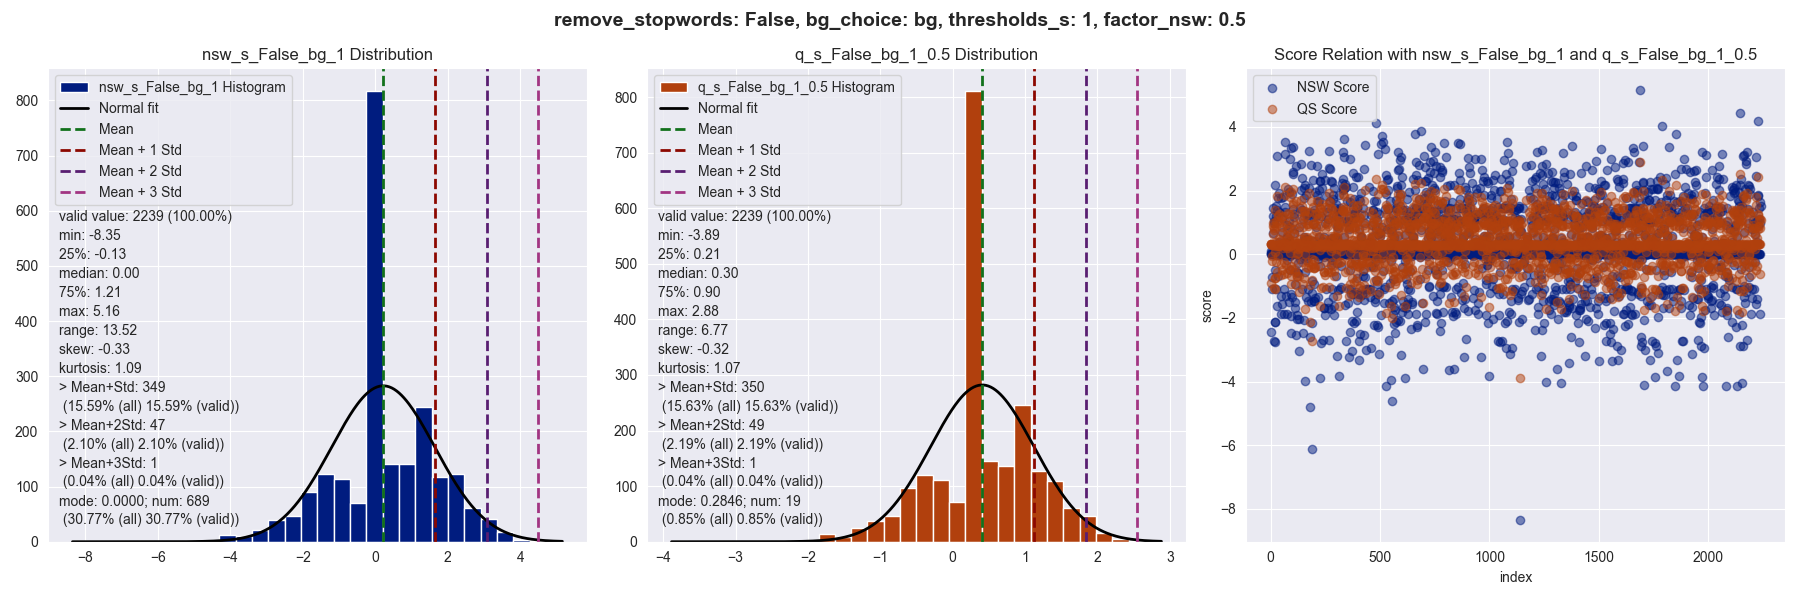 remove_stopwords: False, bg_choice: bg, thresholds_s: 1, factor_nsw: 0.5
nsw_s_False_bg_1 Distribution
nsw_s_False_bg_1 Histogram
Normal fit
Mean
Mean + 1 Std
Mean + 2 Std
Mean + 3 Std
valid value: 2239 (100.00%)
min: -8.35
25%: -0.13
median: 0.00
75%: 1.21
max: 5.16
range: 13.52
skew: -0.33
kurtosis: 1.09
> Mean+Std: 349
(15.59% (all) 15.59% (valid))
> Mean+2Std: 47
(2.10% (all) 2.10% (valid))
> Mean+3Std: 1
(0.04% (all) 0.04% (valid))
mode: 0.0000; num: 689
(30.77% (all) 30.77% (valid))
800
700
600
500
400
300
200
100
0
−8 −6 −4 −2 0 2 4
q_s_False_bg_1_0.5 Distribution
q_s_False_bg_1_0.5 Histogram
Normal fit
Mean
Mean + 1 Std
Mean + 2 Std
Mean + 3 Std
valid value: 2239 (100.00%)
min: -3.89
25%: 0.21
median: 0.30
75%: 0.90
max: 2.88
range: 6.77
skew: -0.32
kurtosis: 1.07
> Mean+Std: 350
(15.63% (all) 15.63% (valid))
> Mean+2Std: 49
(2.19% (all) 2.19% (valid))
> Mean+3Std: 1
(0.04% (all) 0.04% (valid))
mode: 0.2846; num: 19
(0.85% (all) 0.85% (valid))
800
700
600
500
400
300
200
100
0
−4 −3 −2 −1 0 1 2 3
Score Relation with nsw_s_False_bg_1 and q_s_False_bg_1_0.5
NSW Score
QS Score
score
4
2
0
−2
−4
−6
−8
0 500 1000 1500 2000
index